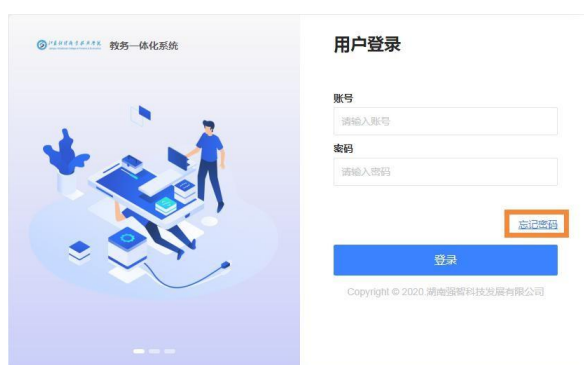 教务一体化系统
用户登录
账号
请输入账号
密码
请输入密码
忘记密码
登录
Copyright © 2020 湖南强智科技发展有限公司